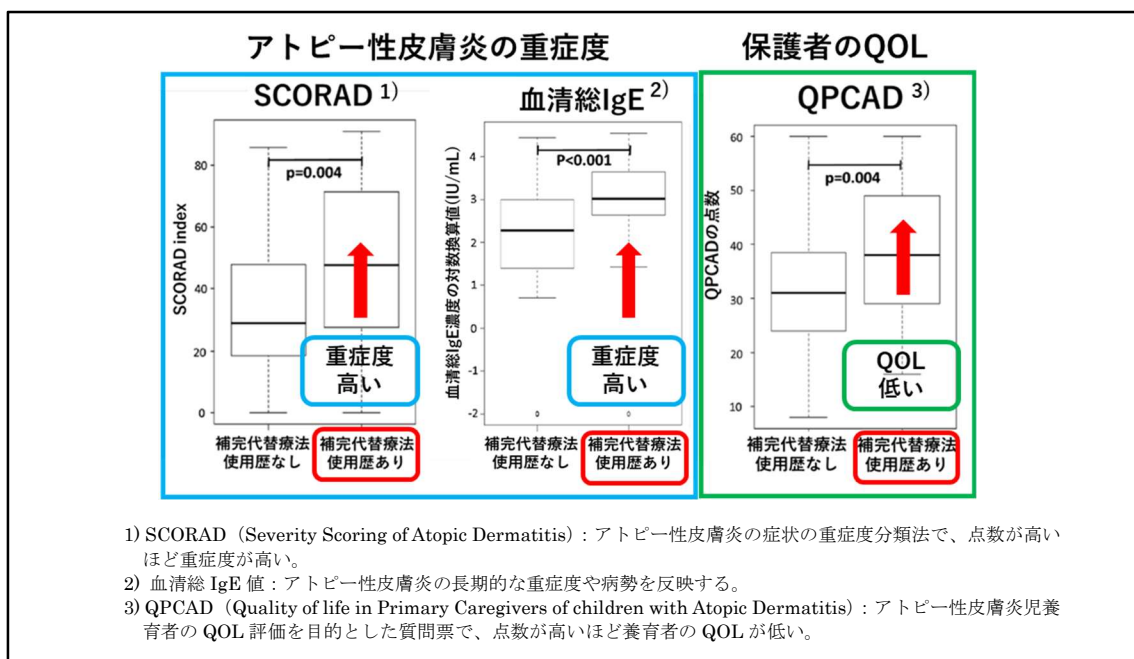 アトピー性皮膚炎の重症度
保護者のQOL
SCORAD 1)
血清総IgE 2)
QPCAD 3)
SCORAD index
80
60
40
20
0
p=0.004
重症度
高い
補完代替療法
使用歴なし
補完代替療法
使用歴あり
血清総IgE濃度の対数換算値(IU/mL)
4
3
2
1
0
-1
-2
P<0.001
重症度
高い
補完代替療法
使用歴なし
補完代替療法
使用歴あり
QPCADの点数
60
50
40
30
20
10
p=0.004
QOL
低い
補完代替療法
使用歴なし
補完代替療法
使用歴あり
1) SCORAD（Severity Scoring of Atopic Dermatitis）：アトピー性皮膚炎の症状の重症度分類法で、点数が高い
ほど重症度が高い。
2) 血清総 IgE 値：アトピー性皮膚炎の長期的な重症度や病勢を反映する。
3) QPCAD（Quality of life in Primary Caregivers of children with Atopic Dermatitis）：アトピー性皮膚炎児養
育者の QOL 評価を目的とした質問票で、点数が高いほど養育者の QOL が低い。